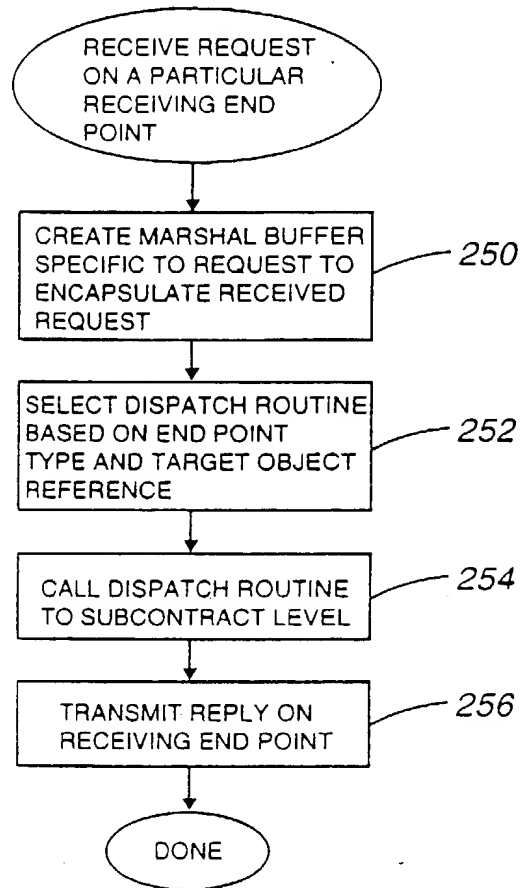 RECEIVE REQUEST
ON A PARTICULAR
RECEIVING END
POINT
CREATE MARSHAL BUFFER
SPECIFIC TO REQUEST TO
ENCAPSULATE RECEIVED
REQUEST
250
SELECT DISPATCH ROUTINE
BASED ON END POINT
TYPE AND TARGET OBJECT
REFERENCE
252
CALL DISPATCH ROUTINE
TO SUBCONTRACT LEVEL
254
TRANSMIT REPLY ON
RECEIVING END POINT
256
DONE